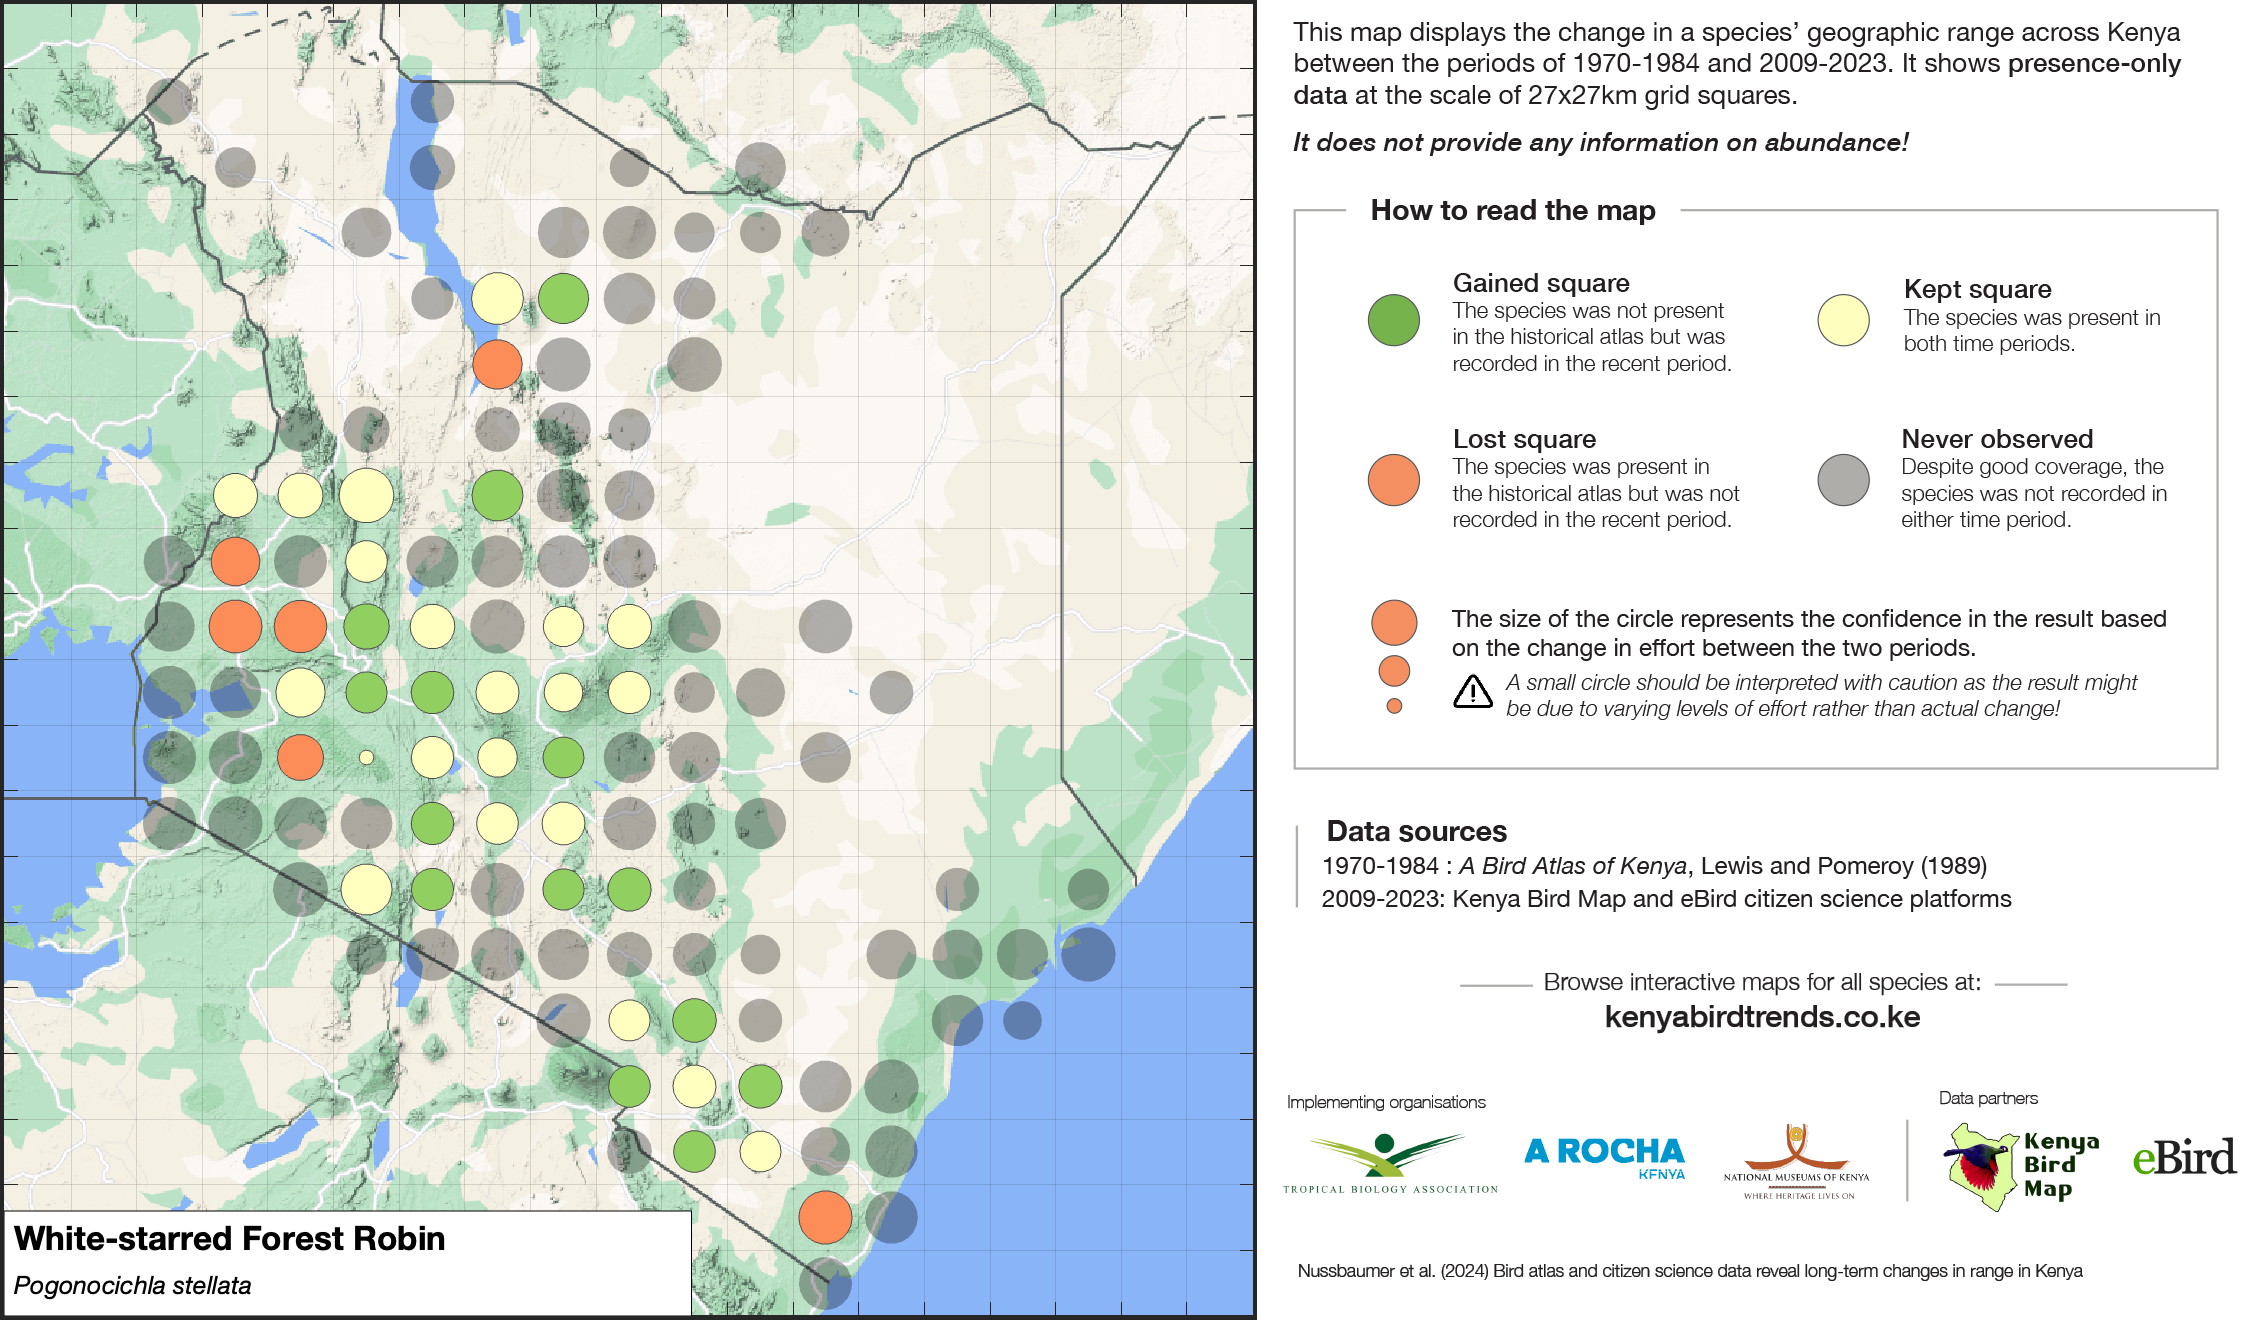 This map displays the change in a species’ geographic range across Kenya
between the periods of 1970-1984 and 2009-2023. It shows presence-only
data at the scale of 27x27km grid squares.
It does not provide any information on abundance!
How to read the map
Gained square
The species was not present
in the historical atlas but was
recorded in the recent period.
Kept square
The species was present in
both time periods.
Lost square
The species was present in
the historical atlas but was not
recorded in the recent period.
Never observed
Despite good coverage, the
species was not recorded in
either time period.
The size of the circle represents the confidence in the result based
on the change in effort between the two periods.
A small circle should be interpreted with caution as the result might
be due to varying levels of effort rather than actual change!
Data sources
1970-1984 : A Bird Atlas of Kenya, Lewis and Pomeroy (1989)
2009-2023: Kenya Bird Map and eBird citizen science platforms
Browse interactive maps for all species at:
kenyabirdtrends.co.ke
Implementing organisations
Data partners
TROPICAL BIOLOGY ASSOCIATION
A ROCHA
KENYA
NATIONAL MUSEUMS OF KENYA
WHERE HERITAGE LIVES ON
Kenya
Bird
Map
eBird
Nussbaumer et al. (2024) Bird atlas and citizen science data reveal long-term changes in range in Kenya
White-starred Forest Robin
Pogonocichla stellata